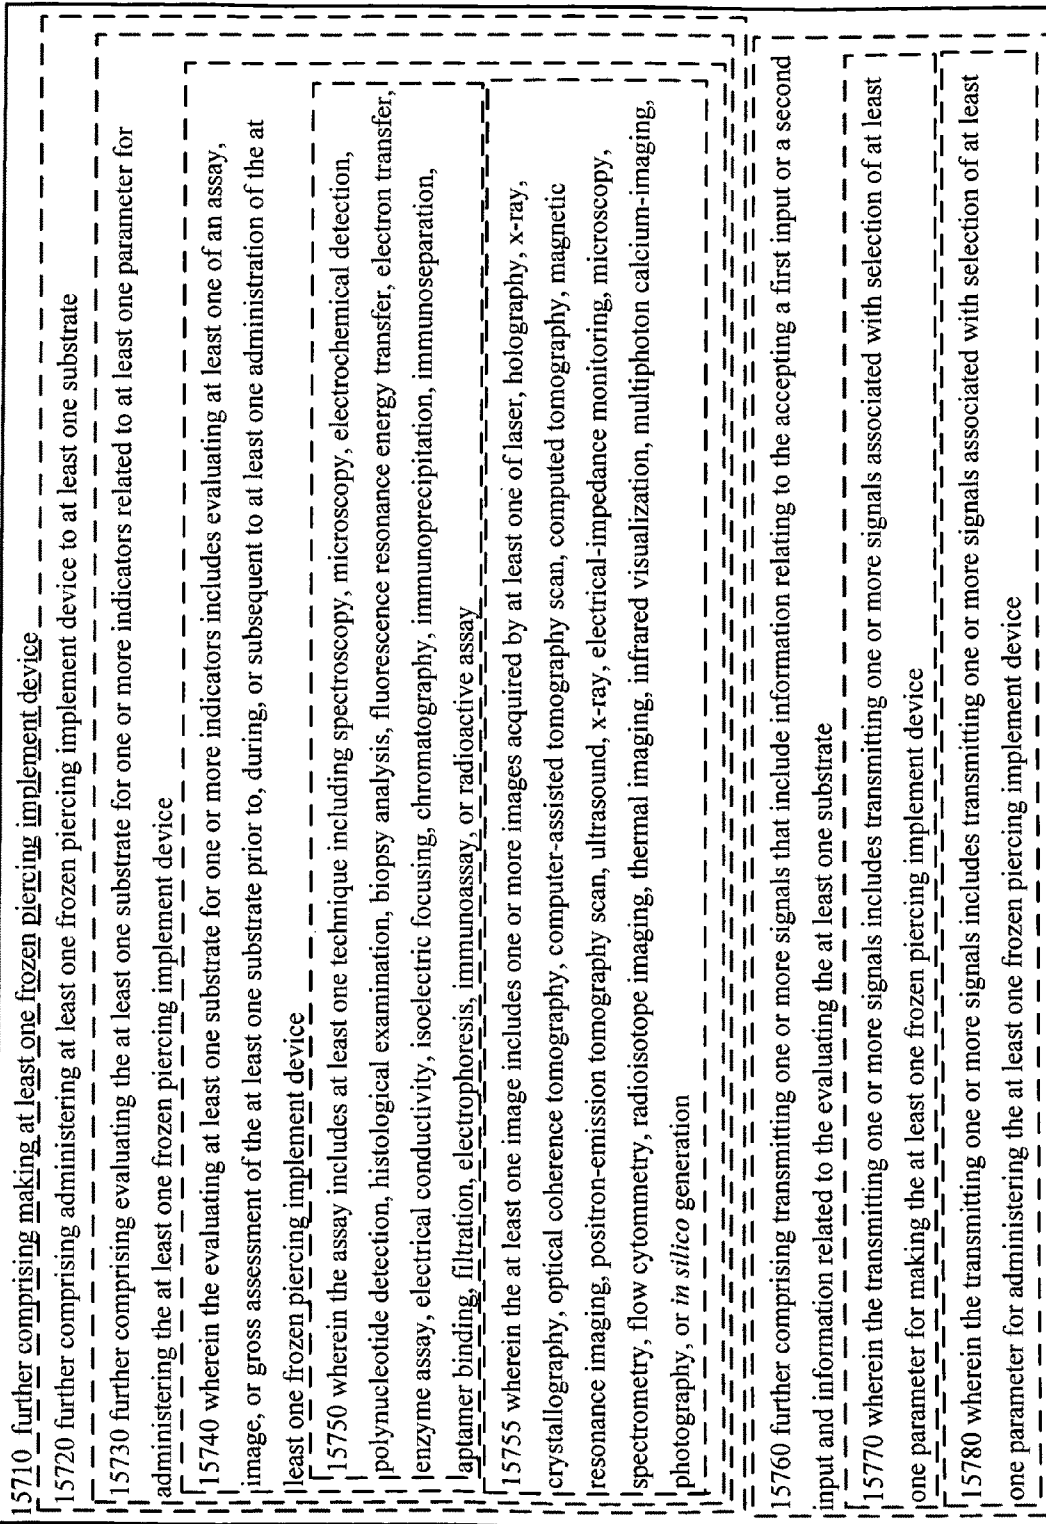 15710 further comprising making at least one frozen piercing implement device
15720 further comprising administering at least one frozen piercing implement device to at least one substrate
15730 further comprising evaluating the at least one substrate for one or more indicators related to at least one parameter for
administering the at least one frozen piercing implement device
15740 wherein the evaluating at least one substrate for one or more indicators includes evaluating at least one of an assay,
image, or gross assessment of the at least one substrate prior to, during, or subsequent to at least one administration of the at
least one frozen piercing implement device
15750 wherein the assay includes at least one technique including spectroscopy, microscopy, electrochemical detection,
polynucleotide detection, histological examination, biopsy analysis, fluorescence resonance energy transfer, electron transfer,
enzyme assay, electrical conductivity, isoelectric focusing, chromatography, immunoprecipitation, immunoseparation,
aptamer binding, filtration, electrophoresis, immunoassay, or radioactive assay
15755 wherein the at least one image includes one or more images acquired by at least one of laser, holography, x-ray,
crystallography, optical coherence tomography, computer-assisted tomography scan, computed tomography, magnetic
resonance imaging, positron-emission tomography scan, ultrasound, x-ray, electrical-impedance monitoring, microscopy,
spectrometry, flow cytommetry, radioisotope imaging, thermal imaging, infrared visualization, multiphoton calcium-imaging,
photography, or in silico generation
15760 further comprising transmitting one or more signals that include information relating to the accepting a first input or a second
input and information related to the evaluating the at least one substrate
15770 wherein the transmitting one or more signals includes transmitting one or more signals associated with selection of at least
one parameter for making the at least one frozen piercing implement device
15780 wherein the transmitting one or more signals includes transmitting one or more signals associated with selection of at least
one parameter for administering the at least one frozen piercing implement device